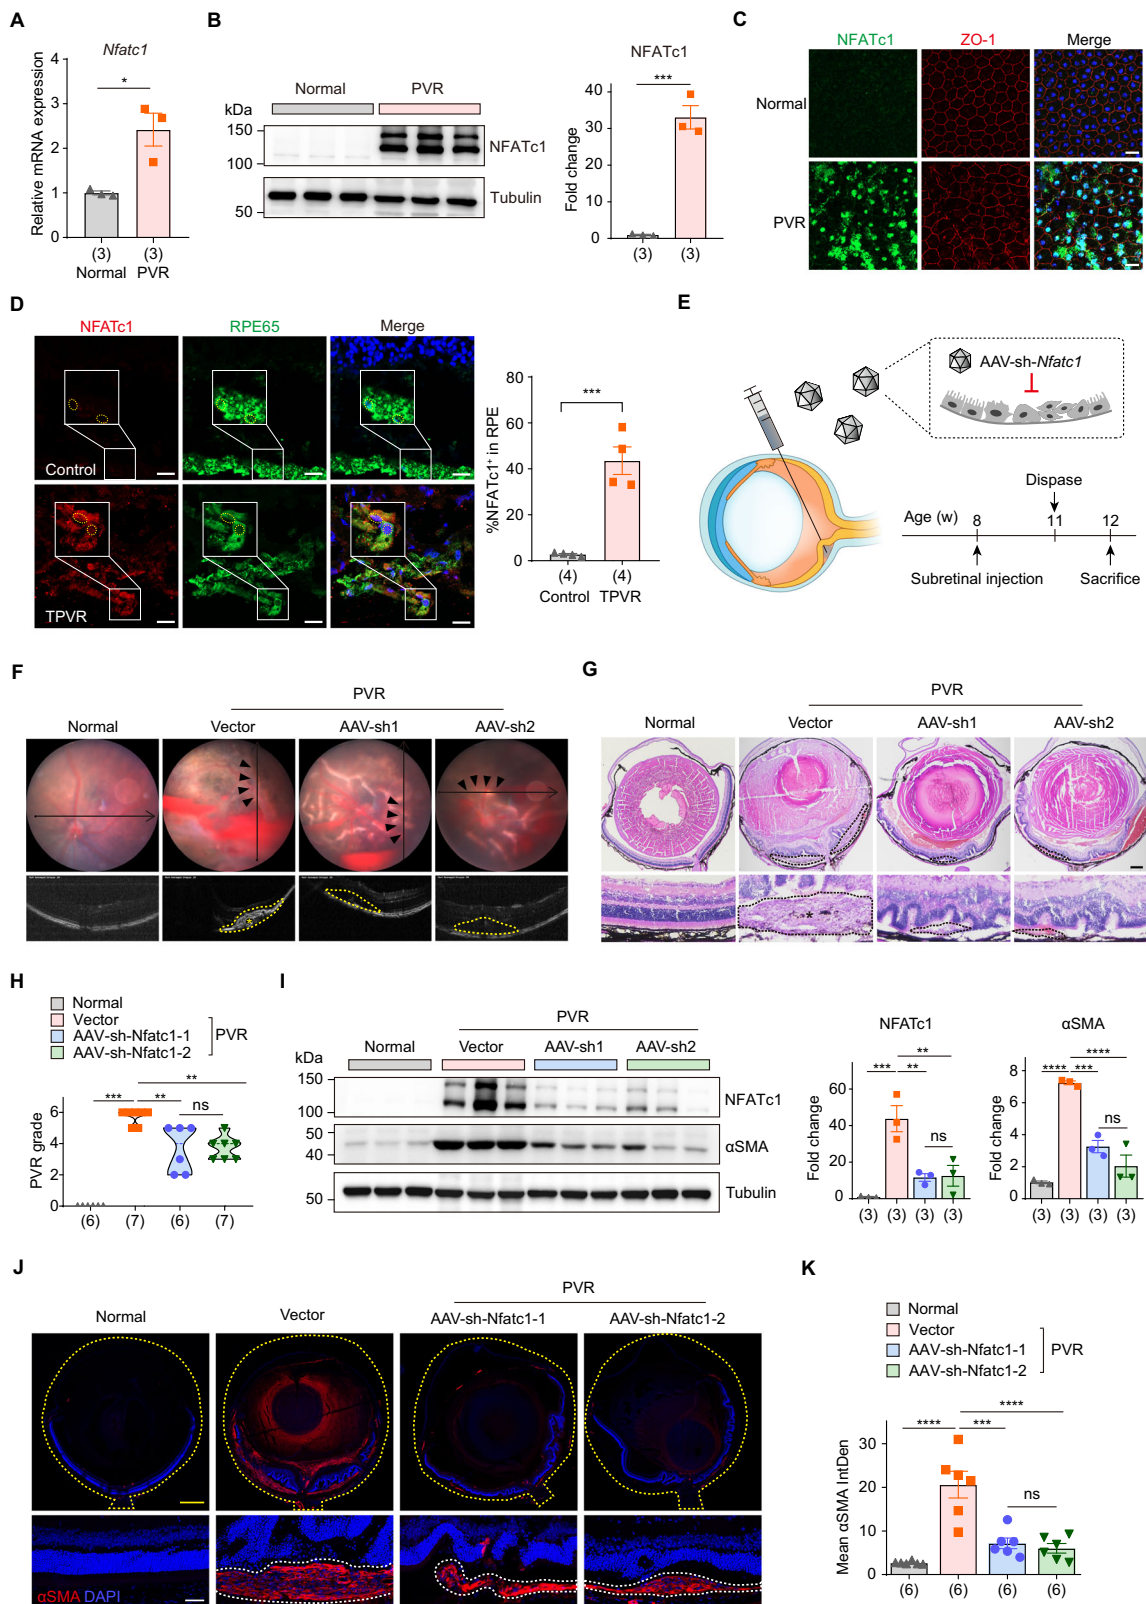 A
Nfatc1
Relative mRNA expression
4
3
2
1
0
*
(3) (3)
Normal PVR
B
Normal PVR
kDa
150
100
50
NFATc1
Tubulin
NFATc1
Fold change
40
30
20
10
0
***
(3) (3)
C
NFATc1 ZO-1 Merge
Normal
PVR
D
NFATc1 RPE65 Merge
Control
TPVR
%NFATc1+ in RPE
80
60
40
20
0
***
(4) (4)
Control TPVR
E
AAV-sh-Nfatc1
Dispase
Age (w) 8 11 12
Subretinal injection Sacrifice
F
PVR
Normal Vector AAV-sh1 AAV-sh2
*
G
PVR
Normal Vector AAV-sh1 AAV-sh2
*
H
Normal
Vector
AAV-sh-Nfatc1-1
AAV-sh-Nfatc1-2
PVR
PVR grade
6
4
2
0
**
*** ** ns
(6) (7) (6) (7)
I
PVR
Normal Vector AAV-sh1 AAV-sh2
kDa
150
100
50
40
50
NFATc1
αSMA
Tubulin
NFATc1
Fold change
60
40
20
0
**
*** **
ns
(3) (3) (3) (3)
αSMA
Fold change
8
6
4
2
0
****
**** ***
ns
(3) (3) (3) (3)
J
PVR
Normal Vector AAV-sh-Nfatc1-1 AAV-sh-Nfatc1-2
αSMA DAPI
K
Normal
Vector
AAV-sh-Nfatc1-1
AAV-sh-Nfatc1-2
PVR
Mean αSMA IntDen
30
20
10
0
****
**** ***
ns
(6) (6) (6) (6)